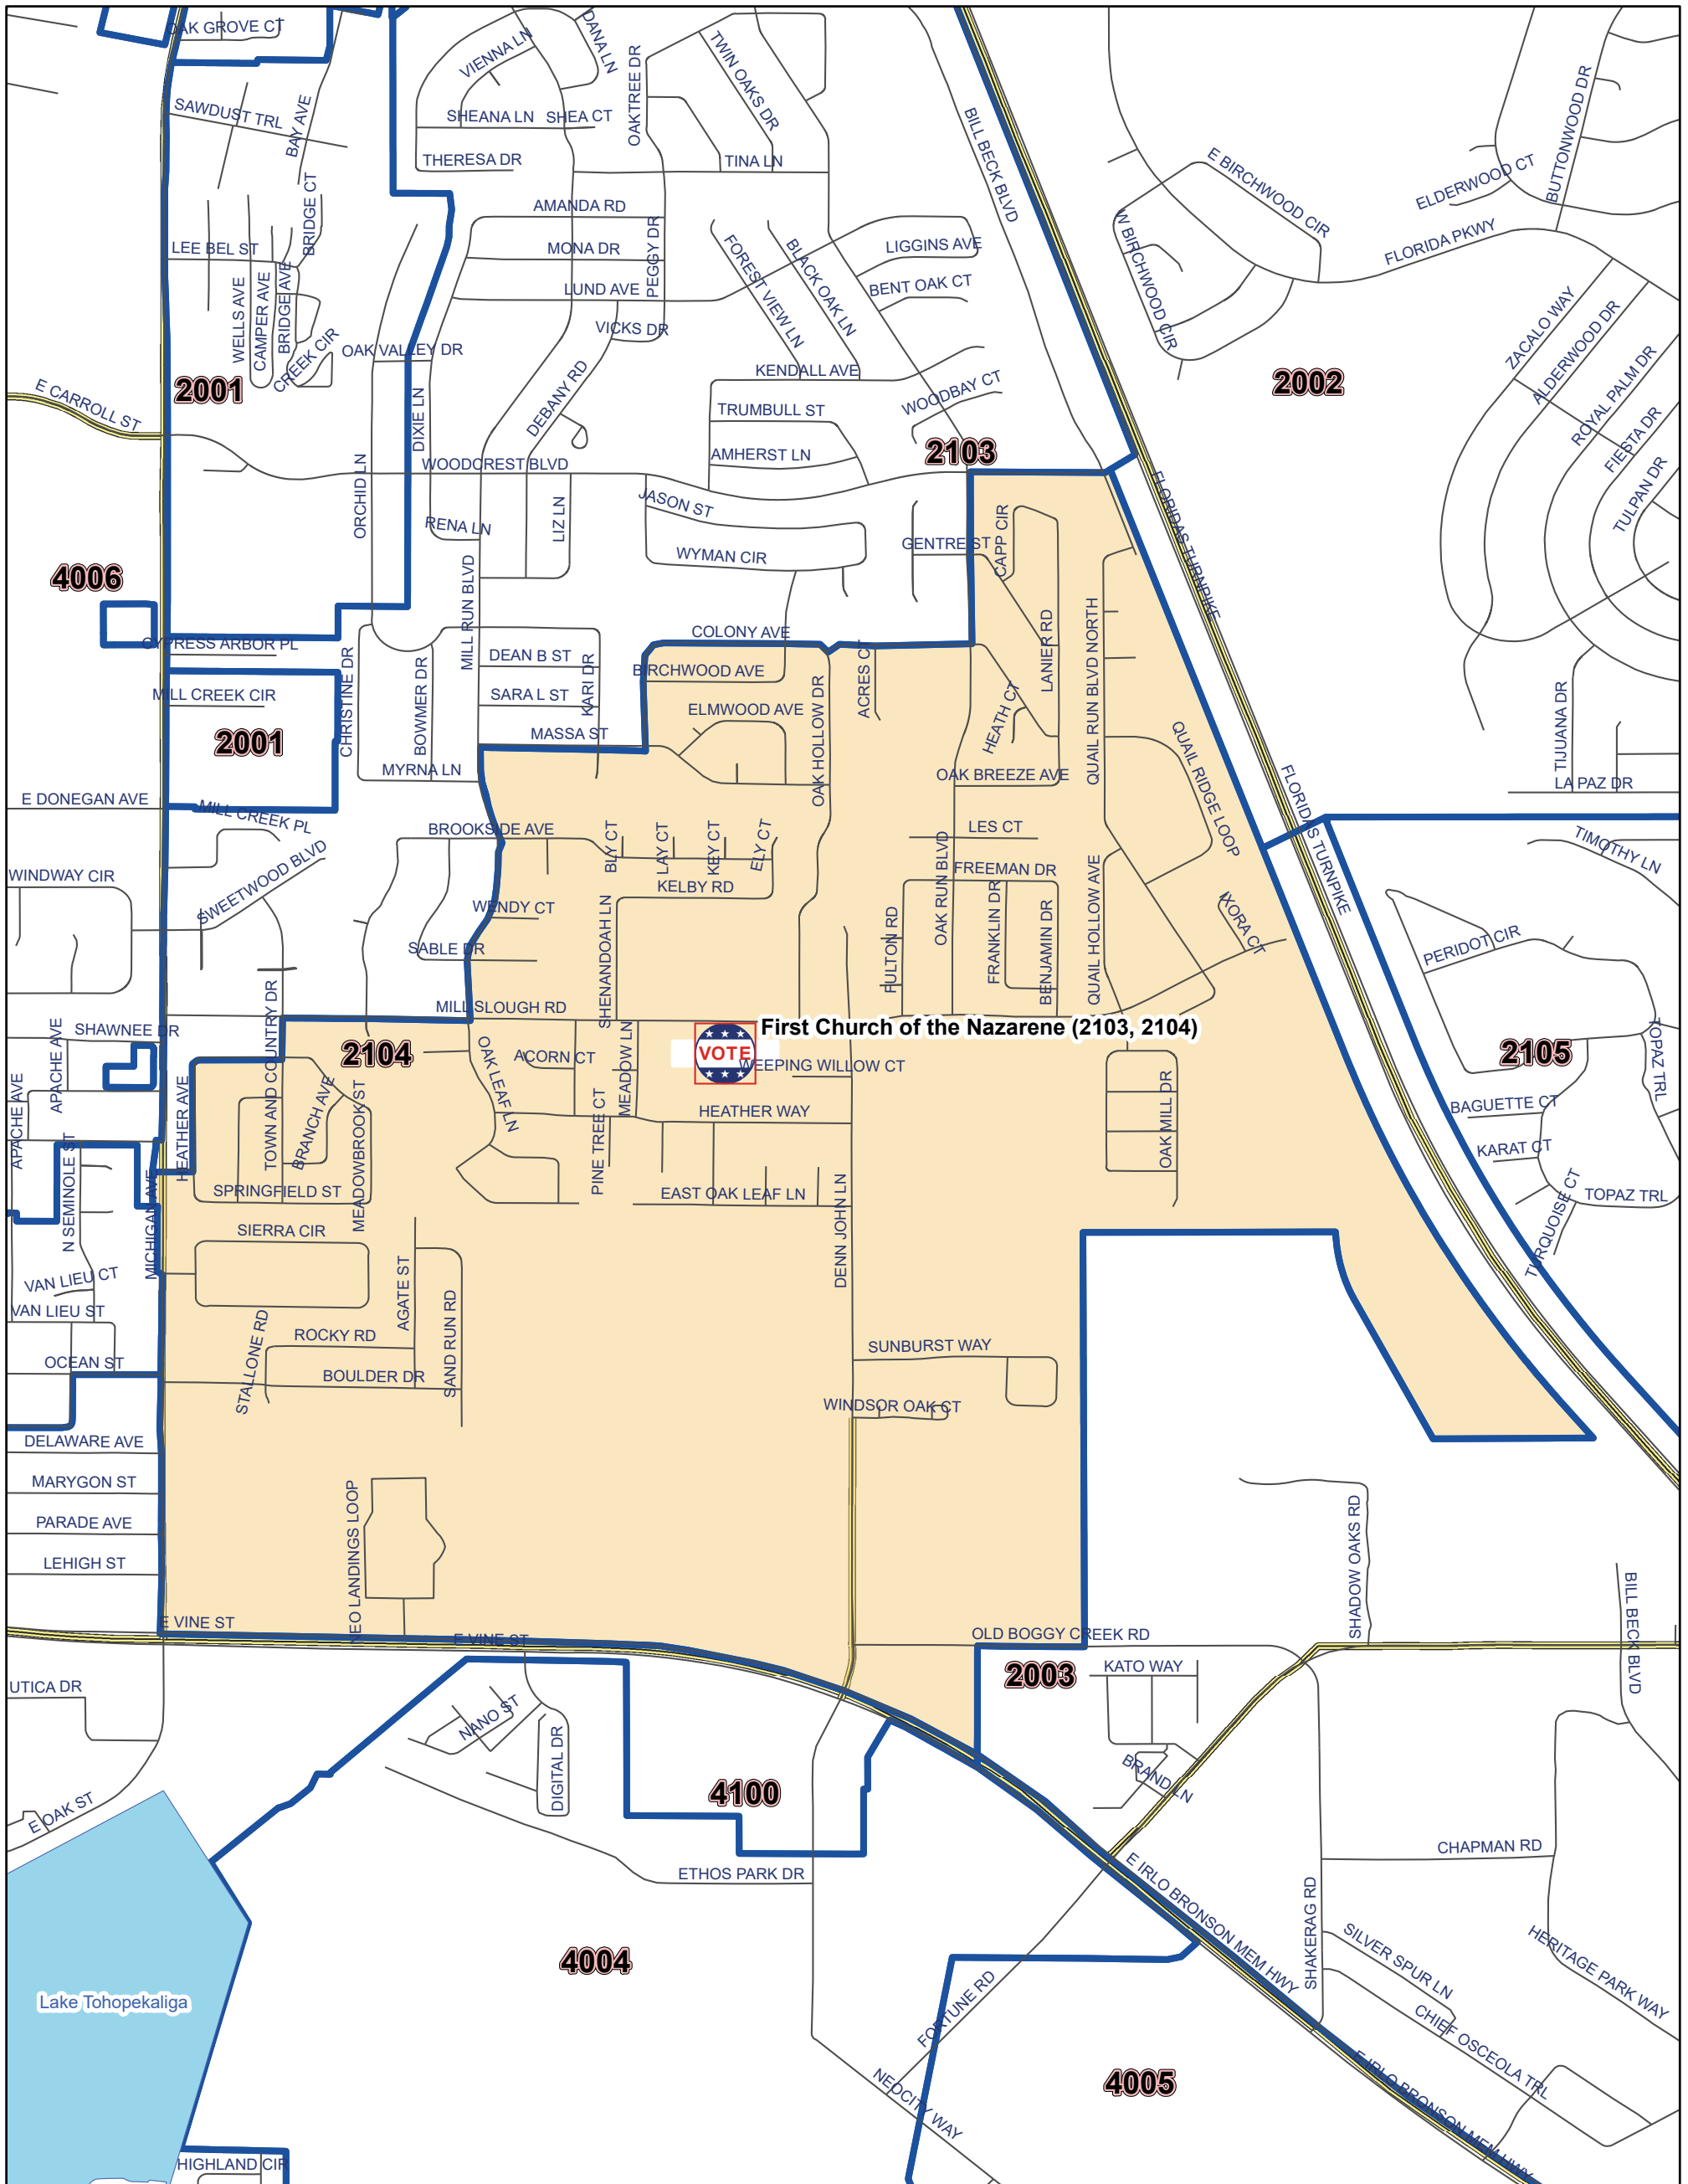 OAK GROVE CT
VIENNA LN
DANA LN
OAKTREE DR
TWIN OAKS DR
BILL BECK BLVD
BUTTONWOOD DR
SAWDUST TRL
BAY AVE
SHEANA LN
SHEA CT
THERESA DR
TINA LN
E BIRCHWOOD CIR
ELDERWOOD CT
BRIDGE CT
AMANDA RD
W BIRCHWOOD CIR
FLORIDA PKWY
LEE BEL ST
MONA DR
PEGGY DR
FOREST VIEW LN
BLACK OAK LN
LIGGINS AVE
LUND AVE
BENT OAK CT
WELLS AVE
CAMPER AVE
BRIDGE AVE
CREEK CIR
VICKS DR
ZACALO WAY
ALDERWOOD DR
OAK VALLEY DR
ROYAL PALM DR
E CARROLL ST
2001
DIXIE LN
DEBANY RD
KENDALL AVE
WOODBAY CT
2002
TRUMBULL ST
FIESTA DR
TULPAN DR
ORCHID LN
WOODCREST BLVD
AMHERST LN
2103
JASON ST
RENA LN
LIZ LN
FLORIDAS TURNPIKE
WYMAN CIR
GENTRE ST
CAPP CIR
4006
MILL RUN BLVD
CYPRESS ARBOR PL
COLONY AVE
CHRISTINE DR
BOWMER DR
DEAN B ST
KARI DR
BIRCHWOOD AVE
ACRES CT
LANIER RD
QUAIL RUN BLVD NORTH
MILL CREEK CIR
SARA L ST
ELMWOOD AVE
OAK HOLLOW DR
HEATH CT
QUAIL RIDGE LOOP
TIJUANA DR
2001
MASSA ST
MYRNA LN
OAK BREEZE AVE
FLORIDAS TURNPIKE
LA PAZ DR
E DONEGAN AVE
MILL CREEK PL
BROOKSIDE AVE
BLY CT
LAY CT
KEY CT
ELY CT
LES CT
TIMOTHY LN
WINDWAY CIR
SWEETWOOD BLVD
KELBY RD
OAK RUN BLVD
FREEMAN DR
QUAIL HOLLOW AVE
WENDY CT
SHENANDOAH LN
FULTON RD
FRANKLIN DR
BENJAMIN DR
IXORA CT
PERIDOT CIR
SABLE DR
MILL SLOUGH RD
SHAWNEE DR
APACHE AVE
TOWN AND COUNTRY DR
2104
OAK LEAF LN
ACORN CT
MEADOW LN
VOTE
First Church of the Nazarene (2103, 2104)
WEEPING WILLOW CT
2105
TOPAZ TRL
APACHE AVE
HEATHER AVE
BRANCH AVE
MEADOWBROOK ST
PINE TREE CT
HEATHER WAY
OAK MILL DR
BAGUETTE CT
KARAT CT
N SEMINOLE ST
MICHIGAN AVE
SPRINGFIELD ST
EAST OAK LEAF LN
DENN JOHN LN
TURQUOISE CT
TOPAZ TRL
SIERRA CIR
VAN LIEU CT
VAN LIEU ST
AGATE ST
SAND RUN RD
STALLONE RD
ROCKY RD
SUNBURST WAY
OCEAN ST
BOULDER DR
WINDSOR OAK CT
DELAWARE AVE
MARYGON ST
NEO LANDINGS LOOP
SHADOW OAKS RD
PARADE AVE
LEHIGH ST
BILL BECK BLVD
E VINE ST
E VINE ST
OLD BOGGY CREEK RD
2003
KATO WAY
UTICA DR
NANO ST
DIGITAL DR
4100
BRAND LN
E OAK ST
ETHOS PARK DR
CHAPMAN RD
E IRLO BRONSON MEM HWY
SHAKERAG RD
4004
SILVER SPUR LN
HERITAGE PARK WAY
Lake Tohopekaliga
FORTUNE RD
CHIEF OSCEOLA TRL
NEOCITY WAY
4005
E IRLO BRONSON MEM HWY
HIGHLAND CIR